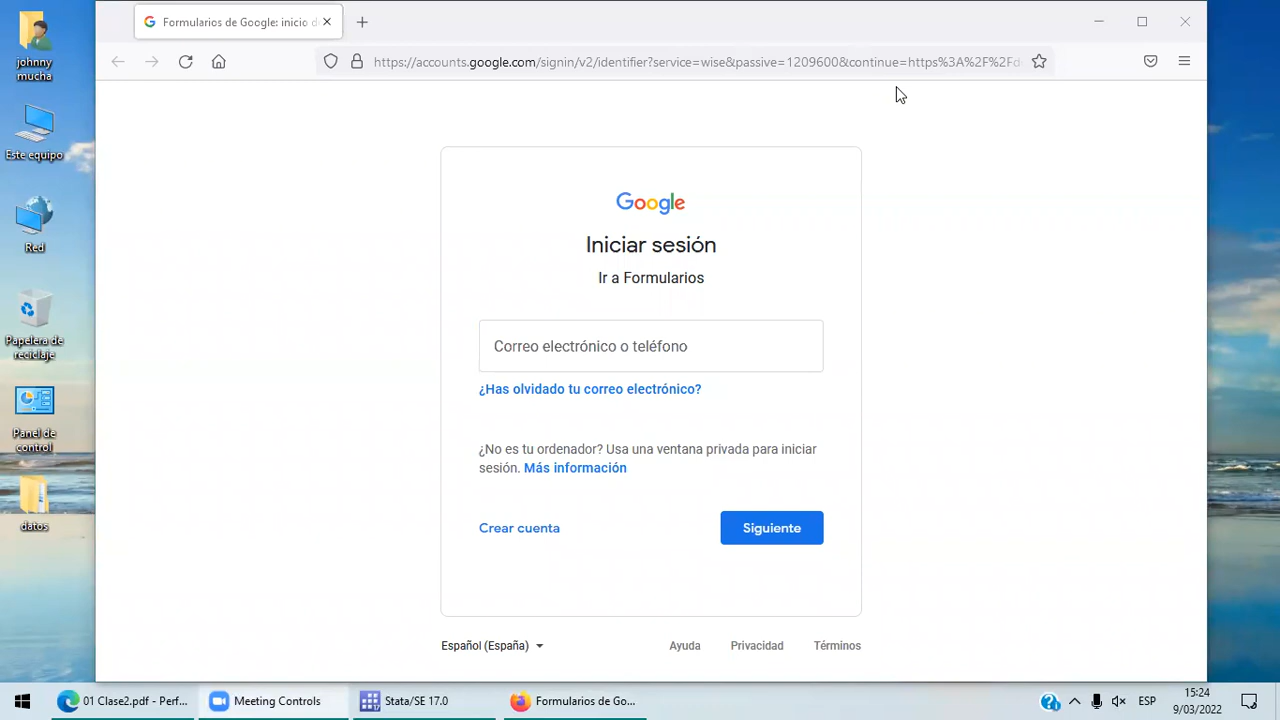 Formularios de Google: inicio d
https://accounts.google.com/signin/v2/identifier?service=wise&passive=1209600&continue=https%3A%2F%2Fd
johnny
mucha
Este equipo
Red
Papelera de
reciclaje
Panel de
control
datos
Google
Iniciar sesión
Ir a Formularios
Correo electrónico o teléfono
¿Has olvidado tu correo electrónico?
¿No es tu ordenador? Usa una ventana privada para iniciar
sesión. Más información
Crear cuenta
Siguiente
Español (España)
Ayuda
Privacidad
Términos
01 Clase2.pdf - Perf...
Meeting Controls
Stata/SE 17.0
Formularios de Go...
ESP
15:24
9/03/2022